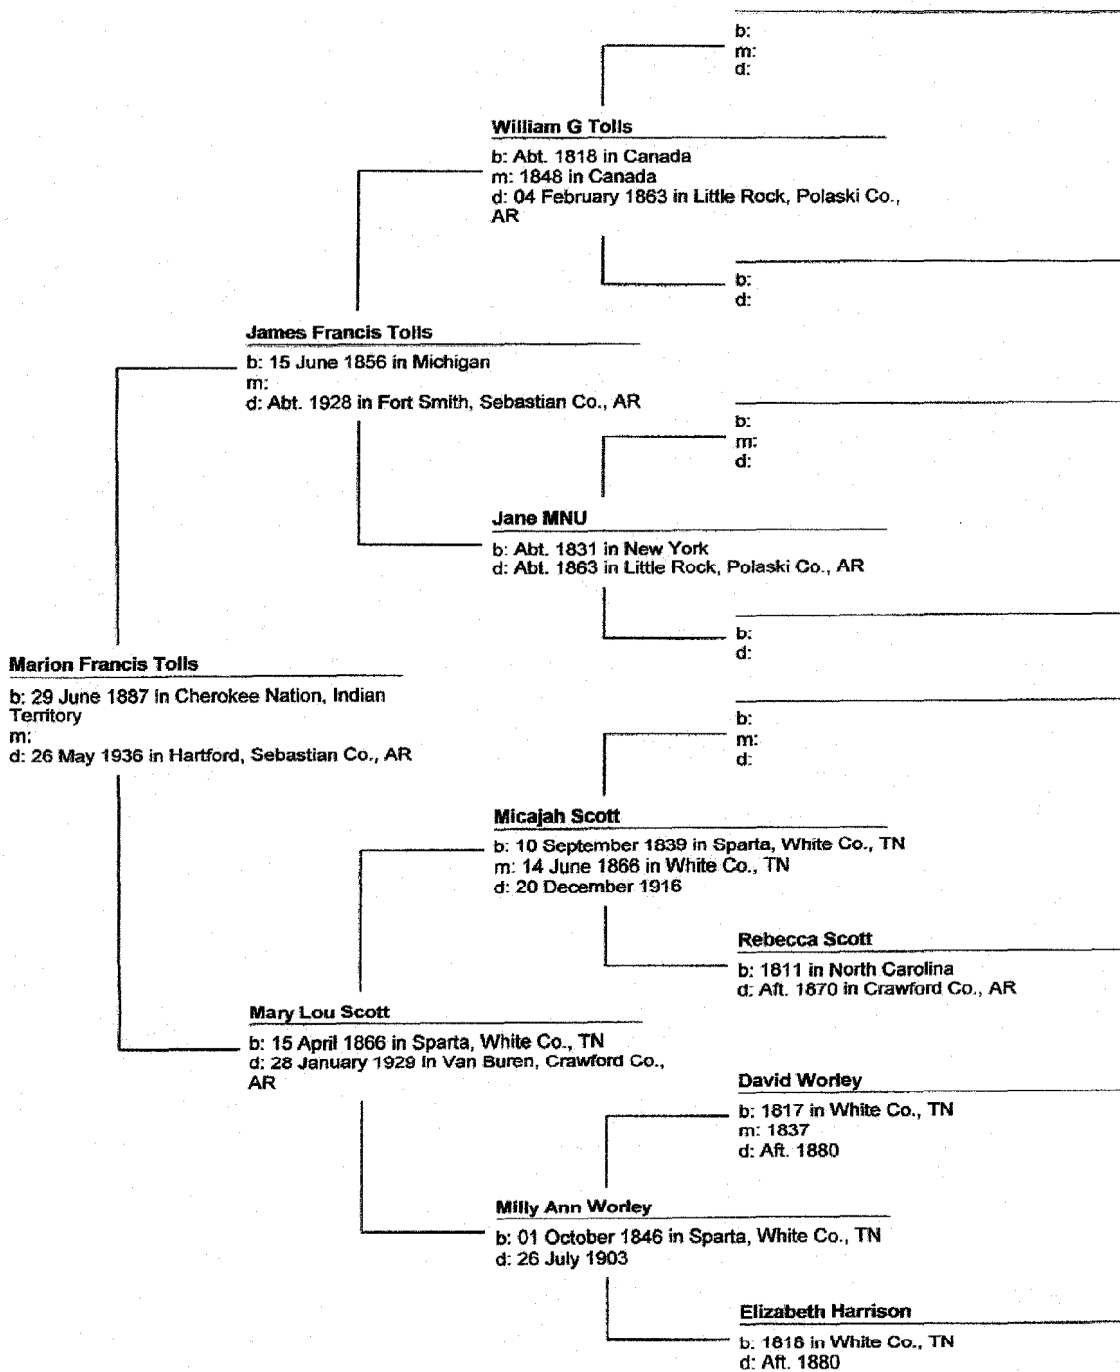 b:
m:
d:
William G Tolls
b: Abt. 1818 in Canada
m: 1848 in Canada
d: 04 February 1863 in Little Rock, Polaski Co.,
AR
b:
d:
James Francis Tolls
b: 15 June 1856 in Michigan
m:
d: Abt. 1928 in Fort Smith, Sebastian Co., AR
b:
m:
d:
Jane MNU
b: Abt. 1831 in New York
d: Abt. 1863 in Little Rock, Polaski Co., AR
b:
d:
Marion Francis Tolls
b: 29 June 1887 in Cherokee Nation, Indian
Territory
m:
d: 26 May 1936 in Hartford, Sebastian Co., AR
b:
m:
d:
Micajah Scott
b: 10 September 1839 in Sparta, White Co., TN
m: 14 June 1866 in White Co., TN
d: 20 December 1916
Rebecca Scott
b: 1811 in North Carolina
d: Aft. 1870 in Crawford Co., AR
Mary Lou Scott
b: 15 April 1866 in Sparta, White Co., TN
d: 28 January 1929 in Van Buren, Crawford Co.,
AR
David Worley
b: 1817 in White Co., TN
m: 1837
d: Aft. 1880
Milly Ann Worley
b: 01 October 1846 in Sparta, White Co., TN
d: 26 July 1903
Elizabeth Harrison
b: 1818 in White Co., TN
d: Aft. 1880